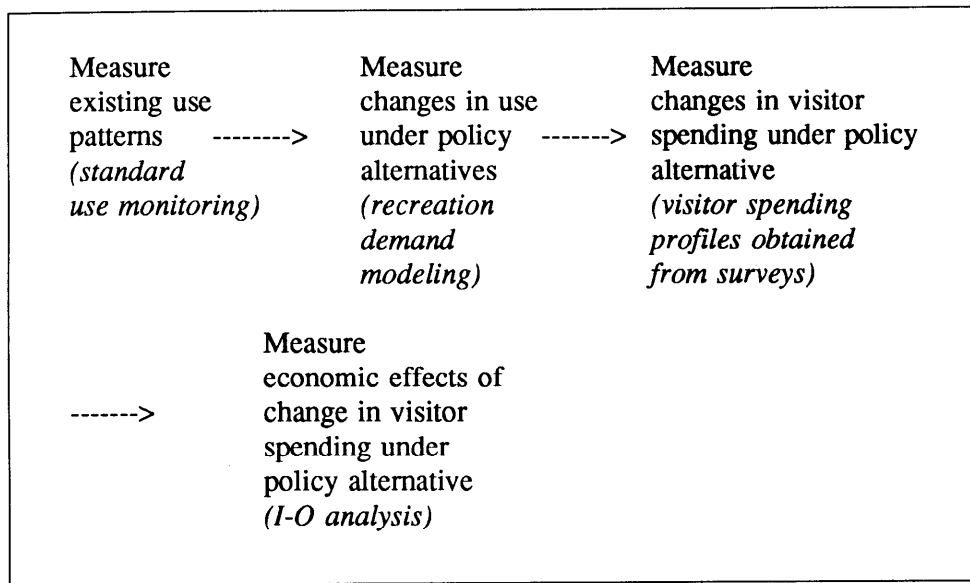 Measure
existing use
patterns -------->
(standard
use monitoring)
Measure
changes in use
under policy ------->
alternatives
(recreation
demand
modeling)
Measure
changes in visitor
spending under policy
alternative
(visitor spending
profiles obtained
from surveys)
------->
Measure
economic effects of
change in visitor
spending under
policy alternative
(I-O analysis)